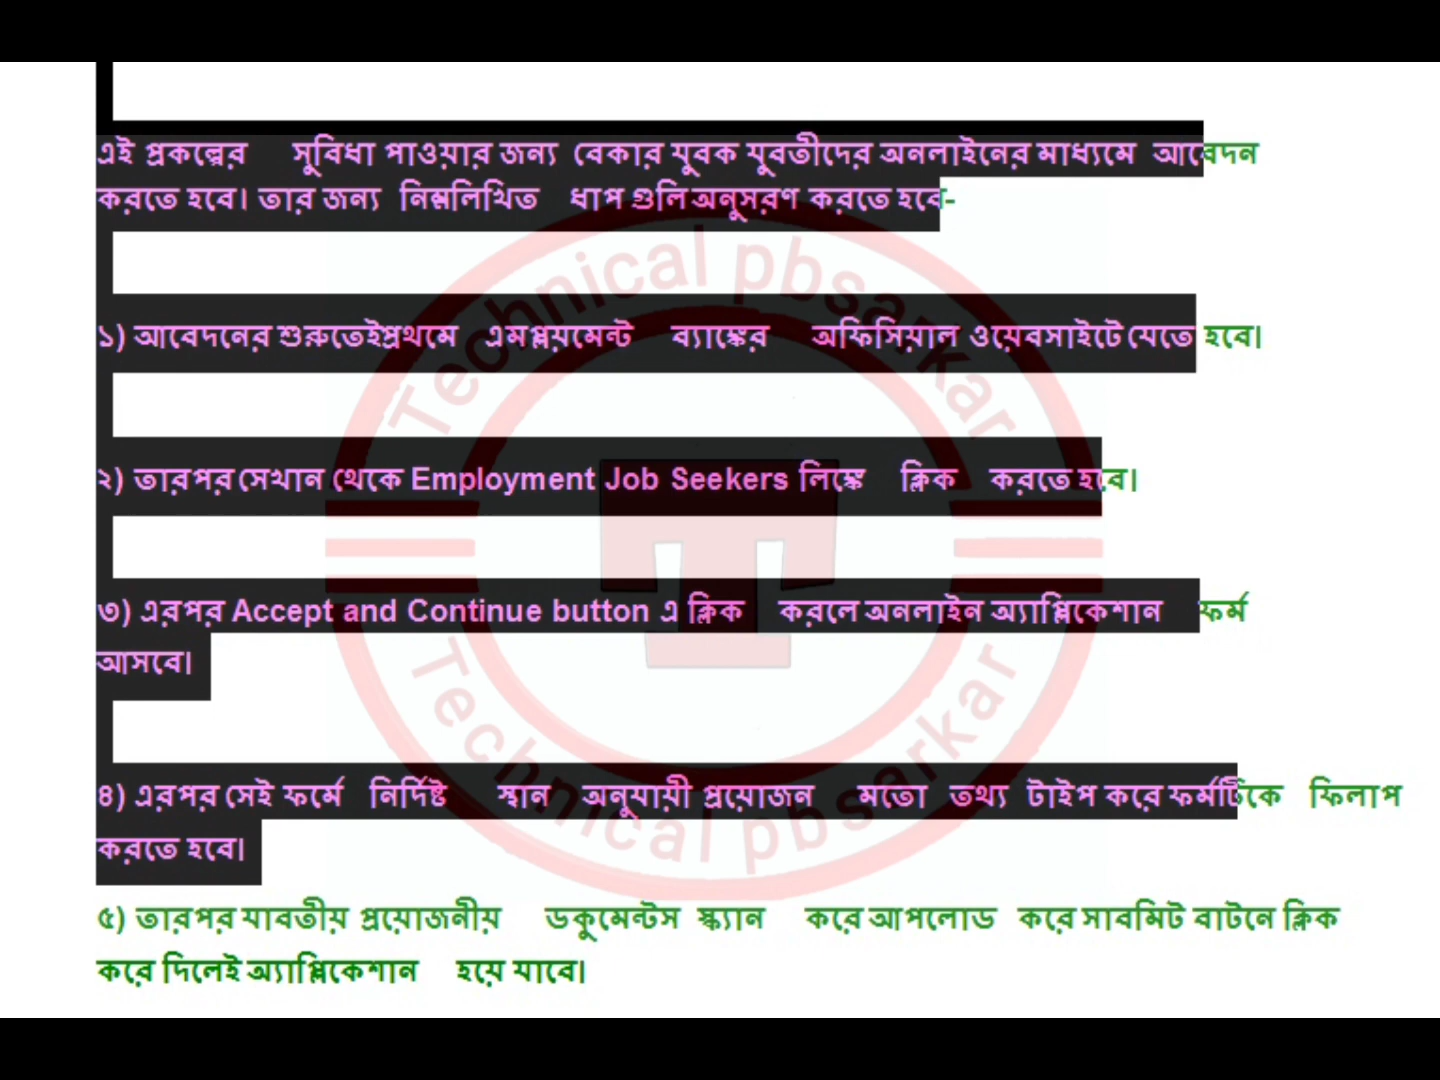 এই প্রকল্পের সুবিধা পাওয়ার জন্য বেকার যুবক যুবতীদের অনলাইনের মাধ্যমে আবেদন
করতে হবে। তার জন্য নিম্নলিখিত ধাপ গুলি অনুসরণ করতে হবে-
১) আবেদনের শুরুতেইপ্রথমে এমপ্লয়মেন্ট ব্যাঙ্কের অফিসিয়াল ওয়েবসাইটে যেতে হবে।
২) তারপর সেখান থেকে Employment Job Seekers লিঙ্কে ক্লিক করতে হবে।
৩) এরপর Accept and Continue button এ ক্লিক করলে অনলাইন অ্যাপ্লিকেশান ফর্ম
আসবে।
৪) এরপর সেই ফর্মে নির্দিষ্ট স্থান অনুযায়ী প্রয়োজন মতো তথ্য টাইপ করে ফর্মটিকে ফিলাপ
করতে হবে।
৫) তারপর যাবতীয় প্রয়োজনীয় ডকুমেন্টস স্ক্যান করে আপলোড করে সাবমিট বাটনে ক্লিক
করে দিলেই অ্যাপ্লিকেশান হয়ে যাবে।
Technical pbsarkar
T
Technical pbsarkar